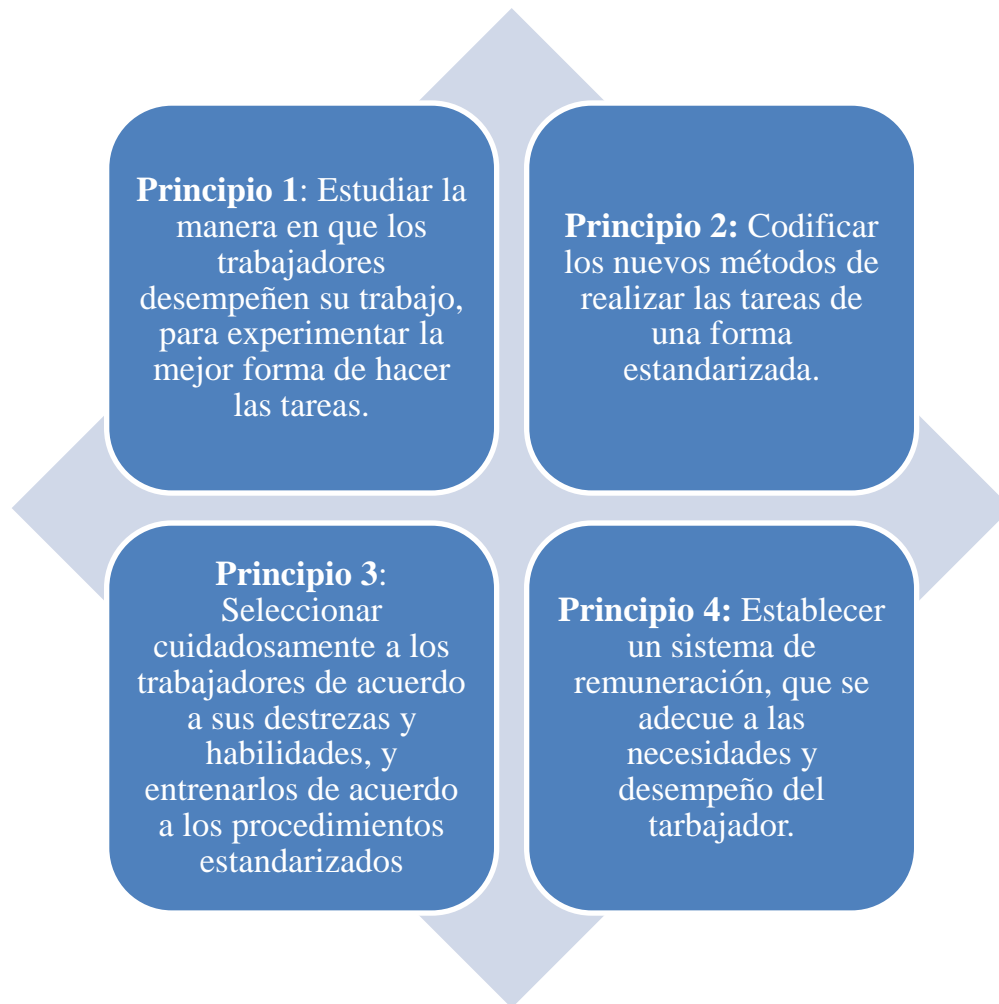 Principio 1: Estudiar la
manera en que los
trabajadores
desempeñen su trabajo,
para experimentar la
mejor forma de hacer
las tareas.
Principio 2: Codificar
los nuevos métodos de
realizar las tareas de
una forma
estandarizada.
Principio 3:
Seleccionar
cuidadosamente a los
trabajadores de acuerdo
a sus destrezas y
habilidades, y
entrenarlos de acuerdo
a los procedimientos
estandarizados
Principio 4: Establecer
un sistema de
remuneración, que se
adecue a las
necesidades y
desempeño del
tarbajador.